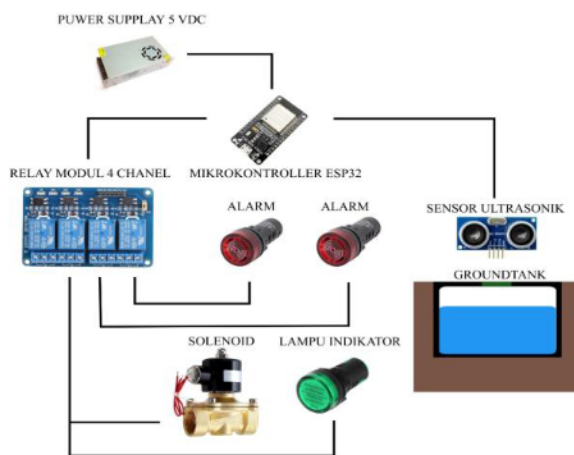 PUWER SUPPLAY 5 VDC
RELAY MODUL 4 CHANEL
MIKROKONTROLLER ESP32
ALARM
ALARM
SENSOR ULTRASONIK
GROUNDTANK
SOLENOID
LAMPU INDIKATOR